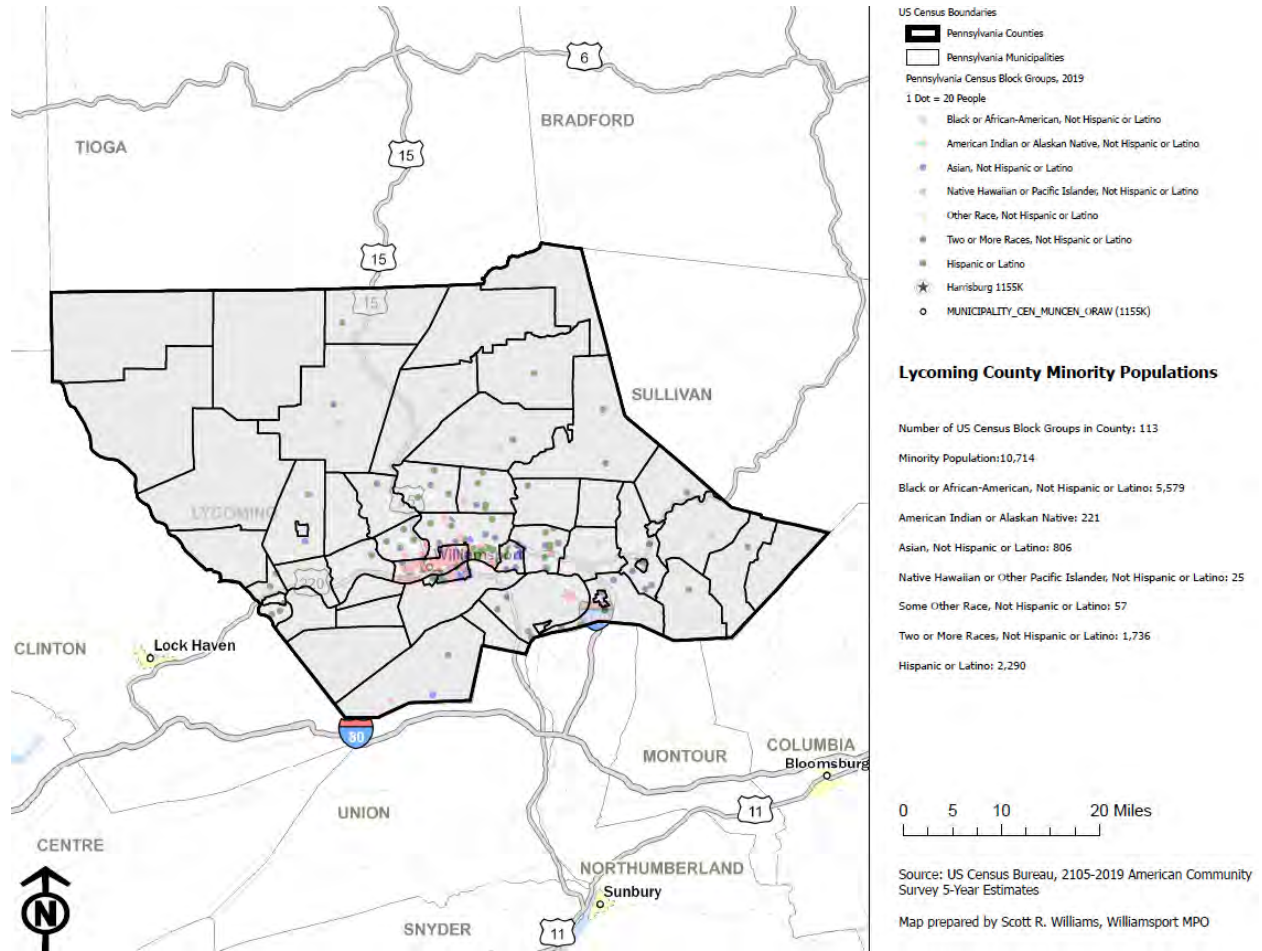 US Census Boundaries
Pennsylvania Counties
Pennsylvania Municipalities
Pennsylvania Census Block Groups, 2019
1 Dot = 20 People
Black or African-American, Not Hispanic or Latino
American Indian or Alaskan Native, Not Hispanic or Latino
Asian, Not Hispanic or Latino
Native Hawaiian or Pacific Islander, Not Hispanic or Latino
Other Race, Not Hispanic or Latino
Two or More Races, Not Hispanic or Latino
Hispanic or Latino
Harrisburg 1155K
MUNICIPALITY_CEN_MUNCEN_ORAW (1155K)
Lycoming County Minority Populations
Number of US Census Block Groups in County: 113
Minority Population:10,714
Black or African-American, Not Hispanic or Latino: 5,579
American Indian or Alaskan Native: 221
Asian, Not Hispanic or Latino: 806
Native Hawaiian or Other Pacific Islander, Not Hispanic or Latino: 25
Some Other Race, Not Hispanic or Latino: 57
Two or More Races, Not Hispanic or Latino: 1,736
Hispanic or Latino: 2,290
0 5 10 20 Miles
Source: US Census Bureau, 2105-2019 American Community
Survey 5-Year Estimates
Map prepared by Scott R. Williams, Williamsport MPO
6
BRADFORD
TIOGA
15
15
15
SULLIVAN
LYCOMING
Williamsport
220
CLINTON
Lock Haven
80
MONTOUR
COLUMBIA
Bloomsburg
UNION
11
CENTRE
NORTHUMBERLAND
Sunbury
SNYDER
11
N